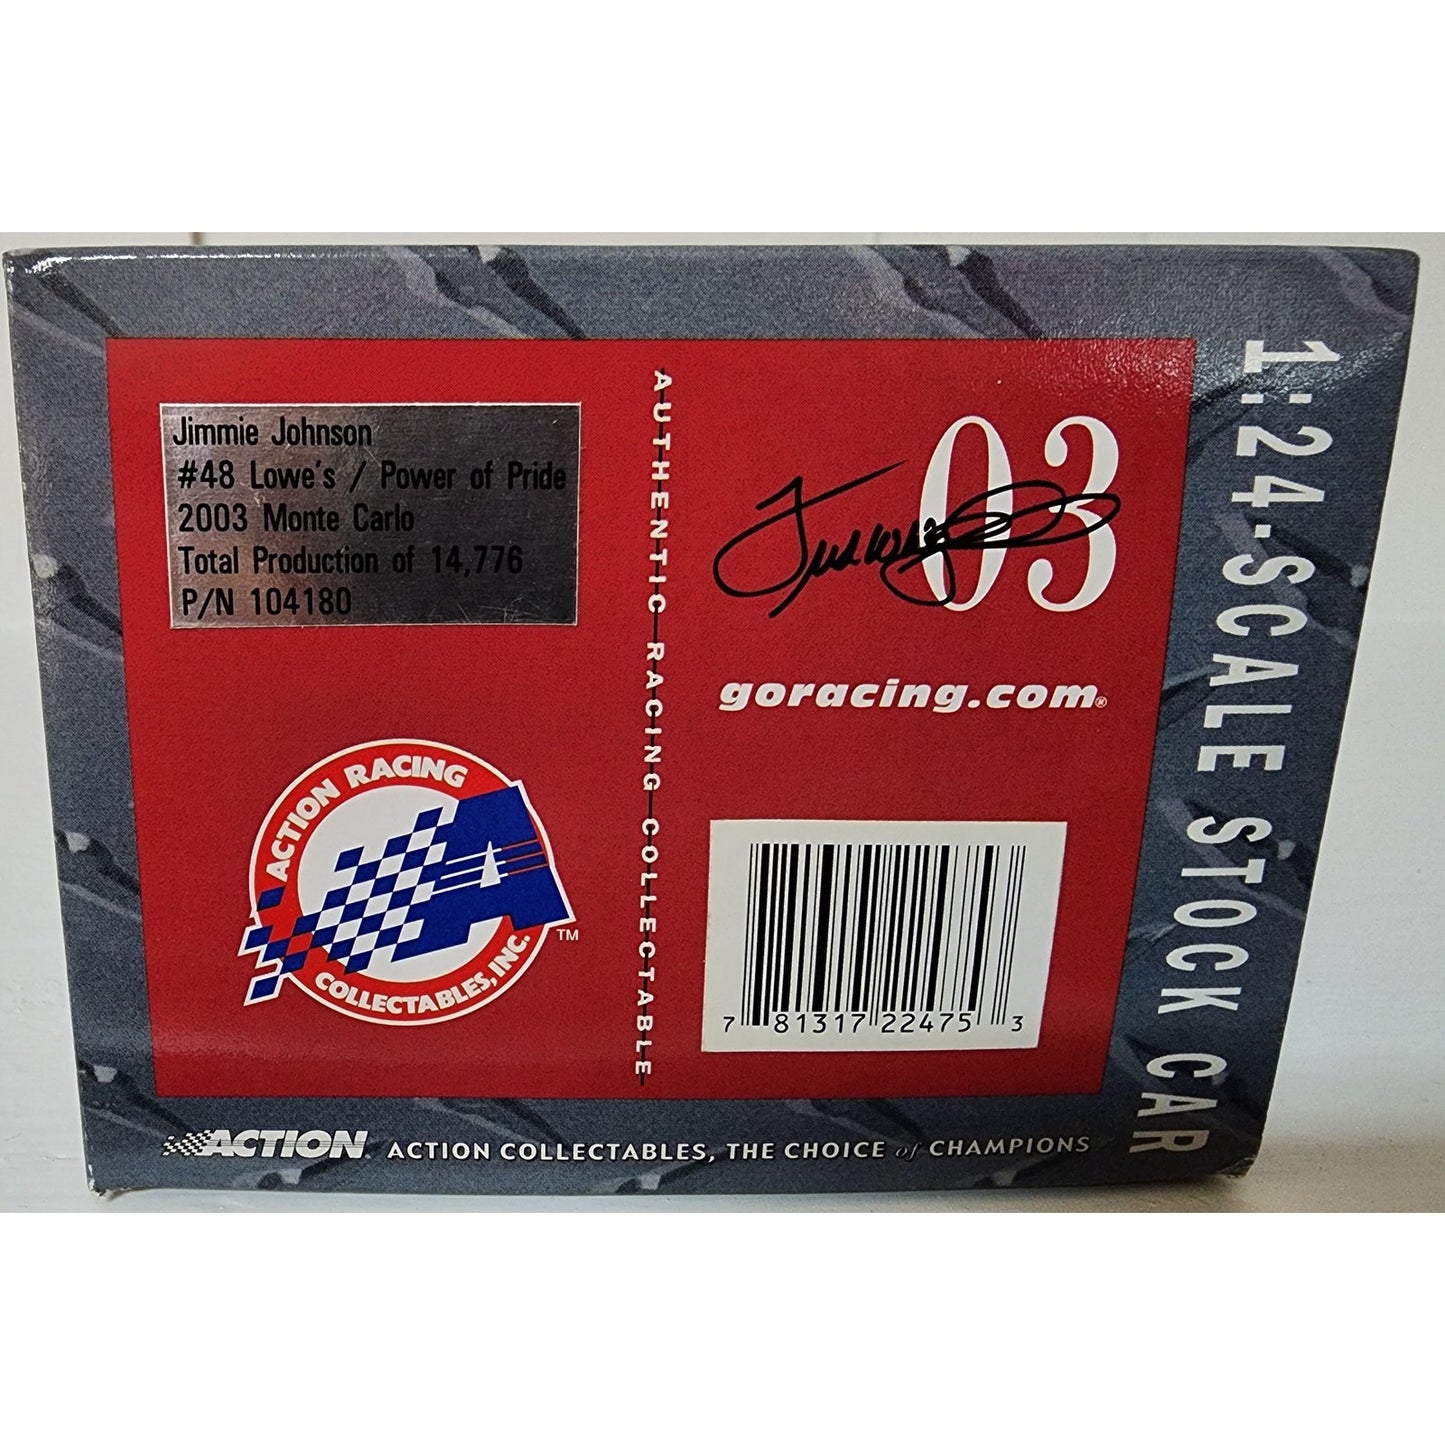 Jimmie Johnson
#48 Lowe's / Power of Pride
2003 Monte Carlo
Total Production of 14,776
P/N 104180
ACTION RACING
COLLECTABLES, INC.
TM
AUTHENTIC RACING COLLECTABLE
03
goracing.com®
7 81317 22475 3
1:24-SCALE STOCK CAR
ACTION ACTION COLLECTABLES, THE CHOICE of CHAMPIONS